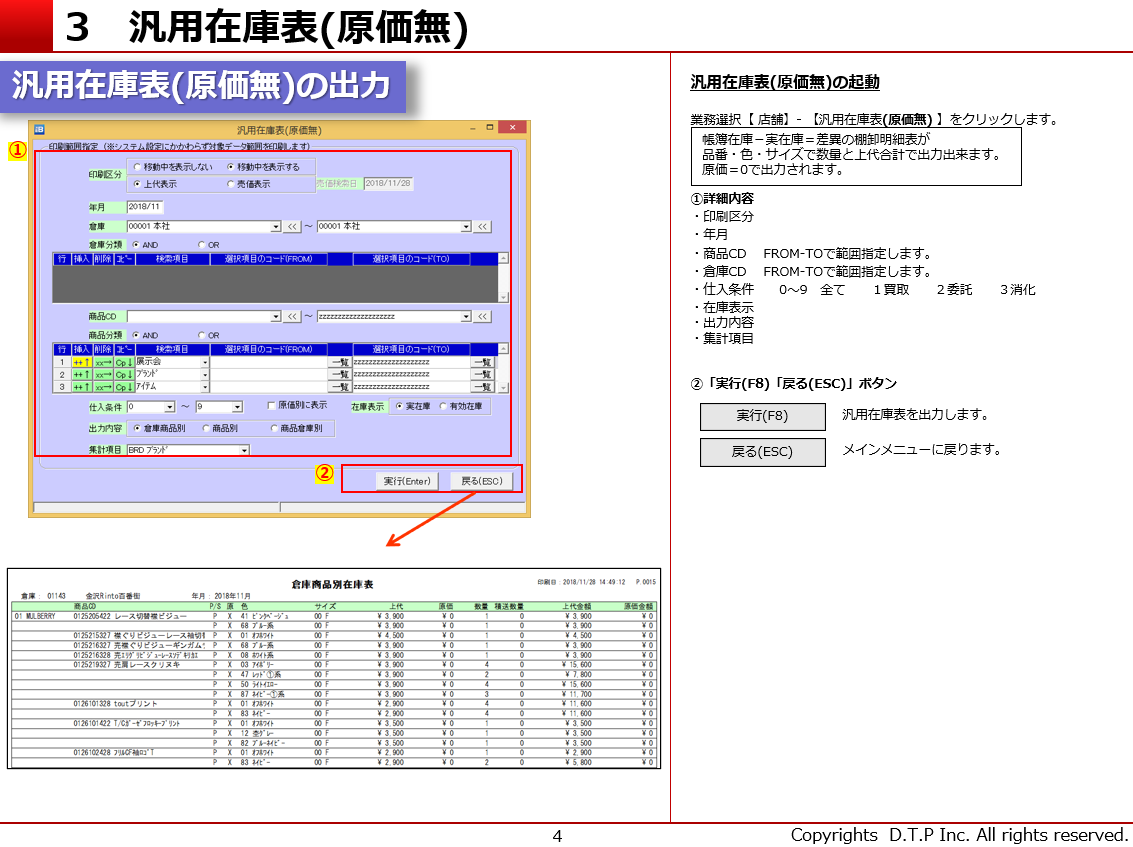 3 汎用在庫表(原価無)
汎用在庫表(原価無)の出力
汎用在庫表(原価無)
①
印刷範囲指定（※システム設定にかかわらず対象データ範囲を印刷します）
印刷区分 移動中を表示しない 移動中を表示する
上代表示 売価表示 売価検索日 2018/11/28
年月 2018/11
倉庫 00001 本社 << ～ 00001 本社 <<
倉庫分類 AND OR
行 挿入 削除 ｺﾋﾟｰ 検索項目 選択項目のコード(FROM) 選択項目のコード(TO)
商品CD << ～ zzzzzzzzzzzzzzzzzzzz <<
商品分類 AND OR
行 挿入 削除 ｺﾋﾟｰ 検索項目 選択項目のコード(FROM) 選択項目のコード(TO)
1 ++↑ xx→ Cp↓ 展示会 一覧 zzzzzzzzzzzzzzzzzzzz 一覧
2 ++↑ xx→ Cp↓ ﾌﾞﾗﾝﾄﾞ 一覧 zzzzzzzzzzzzzzzzzzzz 一覧
3 ++↑ xx→ Cp↓ ｱｲﾃﾑ 一覧 zzzzzzzzzzzzzzzzzzzz 一覧
仕入条件 0 ～ 9 原価別に表示 在庫表示 実在庫 有効在庫
出力内容 倉庫商品別 商品別 商品倉庫別
集計項目 BRD ﾌﾞﾗﾝﾄﾞ
②
実行(Enter) 戻る(ESC)
倉庫商品別在庫表
印刷日：2018/11/28 14:49:12 P.0015
倉庫： 01143 金沢Rinto百番街 年月：2018年11月
商品CD P/S 原 色 サイズ 上代 原価 数量 積送数量 上代金額 原価金額
01 MULBERRY 0125205422 レース切替襟ビジュー P X 41 ﾋﾟﾝｸﾍﾞｰｼﾞｭ 00 F ¥ 3,900 ¥ 0 1 0 ¥ 3,900 ¥ 0
P X 68 ﾌﾞﾙｰ系 00 F ¥ 3,900 ¥ 0 1 0 ¥ 3,900 ¥ 0
0125215327 襟ぐりビジューレース袖切替 P X 01 ｵﾌﾎﾜｲﾄ 00 F ¥ 4,500 ¥ 0 1 0 ¥ 4,500 ¥ 0
0125216327 売襟ぐりビジューギンガム P X 68 ﾌﾞﾙｰ系 00 F ¥ 3,900 ¥ 0 1 0 ¥ 3,900 ¥ 0
0125216328 P X 08 ﾎﾜｲﾄ系 00 F ¥ 3,900 ¥ 0 1 0 ¥ 3,900 ¥ 0
0125219327 売肩レースクリヌキ P X 03 ｱｲﾎﾞﾘｰ 00 F ¥ 3,900 ¥ 0 4 0 ¥ 15,600 ¥ 0
P X 47 ﾚｯﾄﾞ①系 00 F ¥ 3,900 ¥ 0 2 0 ¥ 7,800 ¥ 0
P X 50 ﾗｲﾄｲｴﾛｰ 00 F ¥ 3,900 ¥ 0 4 0 ¥ 15,600 ¥ 0
P X 87 ﾈｲﾋﾞｰ①系 00 F ¥ 3,900 ¥ 0 3 0 ¥ 11,700 ¥ 0
0126101328 toutプリント P X 01 ｵﾌﾎﾜｲﾄ 00 F ¥ 2,900 ¥ 0 4 0 ¥ 11,600 ¥ 0
P X 83 ﾈｲﾋﾞｰ 00 F ¥ 2,900 ¥ 0 4 0 ¥ 11,600 ¥ 0
0126101422 T/Cｶﾞｰｾﾞﾌﾛｯｷｰﾌﾟﾘﾝﾄ P X 01 ｵﾌﾎﾜｲﾄ 00 F ¥ 3,500 ¥ 0 1 0 ¥ 3,500 ¥ 0
P X 12 杢ｸﾞﾚｰ 00 F ¥ 3,500 ¥ 0 1 0 ¥ 3,500 ¥ 0
P X 82 ﾌﾞﾙｰﾈｲﾋﾞｰ 00 F ¥ 3,500 ¥ 0 1 0 ¥ 3,500 ¥ 0
0126102428 ﾌﾘﾙCF袖ﾛｺﾞT P X 01 ｵﾌﾎﾜｲﾄ 00 F ¥ 2,900 ¥ 0 1 0 ¥ 2,900 ¥ 0
P X 83 ﾈｲﾋﾞｰ 00 F ¥ 2,900 ¥ 0 2 0 ¥ 5,800 ¥ 0
汎用在庫表(原価無)の起動
業務選択【 店舗】- 【汎用在庫表(原価無) 】をクリックします。
帳簿在庫－実在庫＝差異の棚卸明細表が
品番・色・サイズで数量と上代合計で出力出来ます。
原価＝0で出力されます。
①詳細内容
・印刷区分
・年月
・商品CD FROM-TOで範囲指定します。
・倉庫CD FROM-TOで範囲指定します。
・仕入条件 0～9 全て 1買取 2委託 3消化
・在庫表示
・出力内容
・集計項目
②「実行(F8)「戻る(ESC)」ボタン
実行(F8) 汎用在庫表を出力します。
戻る(ESC) メインメニューに戻ります。
4
Copyrights D.T.P Inc. All rights reserved.